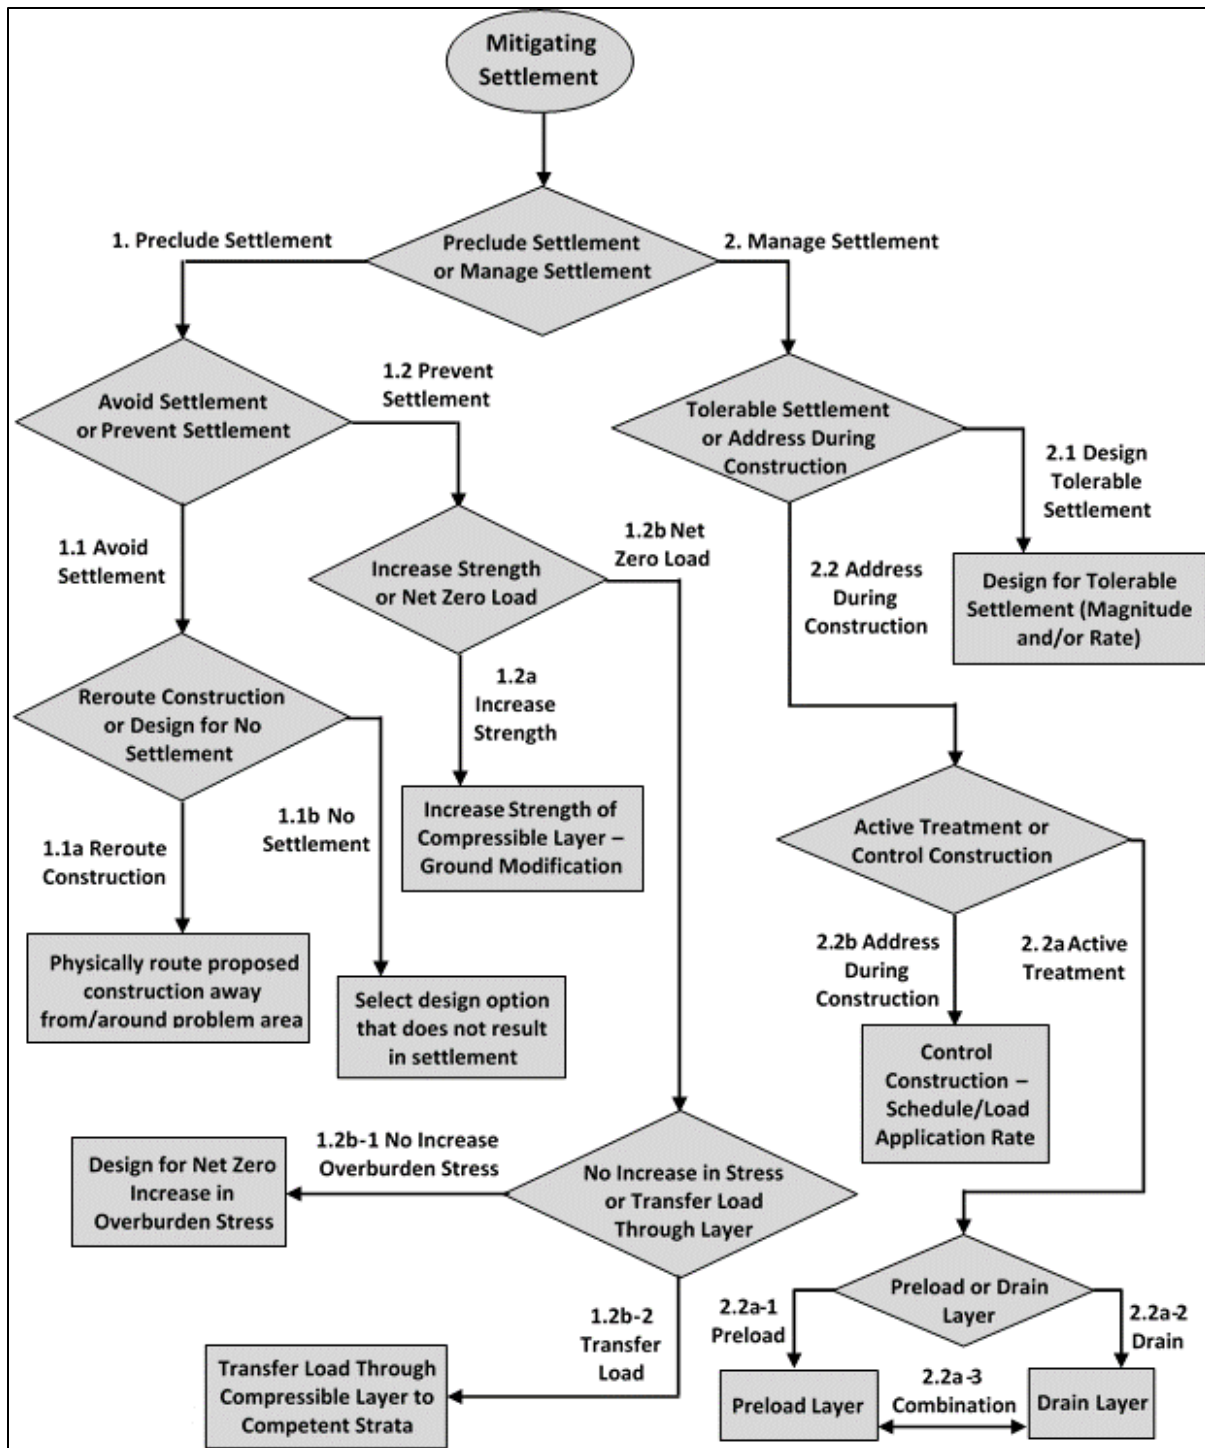 Mitigating
Settlement
1. Preclude Settlement
Preclude Settlement
or Manage Settlement
2. Manage Settlement
Avoid Settlement
or Prevent Settlement
1.2 Prevent
Settlement
Tolerable Settlement
or Address During
Construction
2.1 Design
Tolerable
Settlement
1.1 Avoid
Settlement
Increase Strength
or Net Zero Load
1.2b Net
Zero Load
2.2 Address
During
Construction
Design for Tolerable
Settlement (Magnitude
and/or Rate)
Reroute Construction
or Design for No
Settlement
1.2a
Increase
Strength
1.1a Reroute
Construction
1.1b No
Settlement
Increase Strength of
Compressible Layer –
Ground Modification
Active Treatment or
Control Construction
Physically route proposed
construction away
from/around problem area
Select design option
that does not result
in settlement
2.2b Address
During
Construction
2.2a Active
Treatment
Control
Construction –
Schedule/Load
Application Rate
Design for Net Zero
Increase in
Overburden Stress
1.2b-1 No Increase
Overburden Stress
No Increase in Stress
or Transfer Load
Through Layer
Preload or Drain
Layer
1.2b-2
Transfer
Load
2.2a-1
Preload
2.2a-2
Drain
Transfer Load Through
Compressible Layer to
Competent Strata
Preload Layer
2.2a-3
Combination
Drain Layer